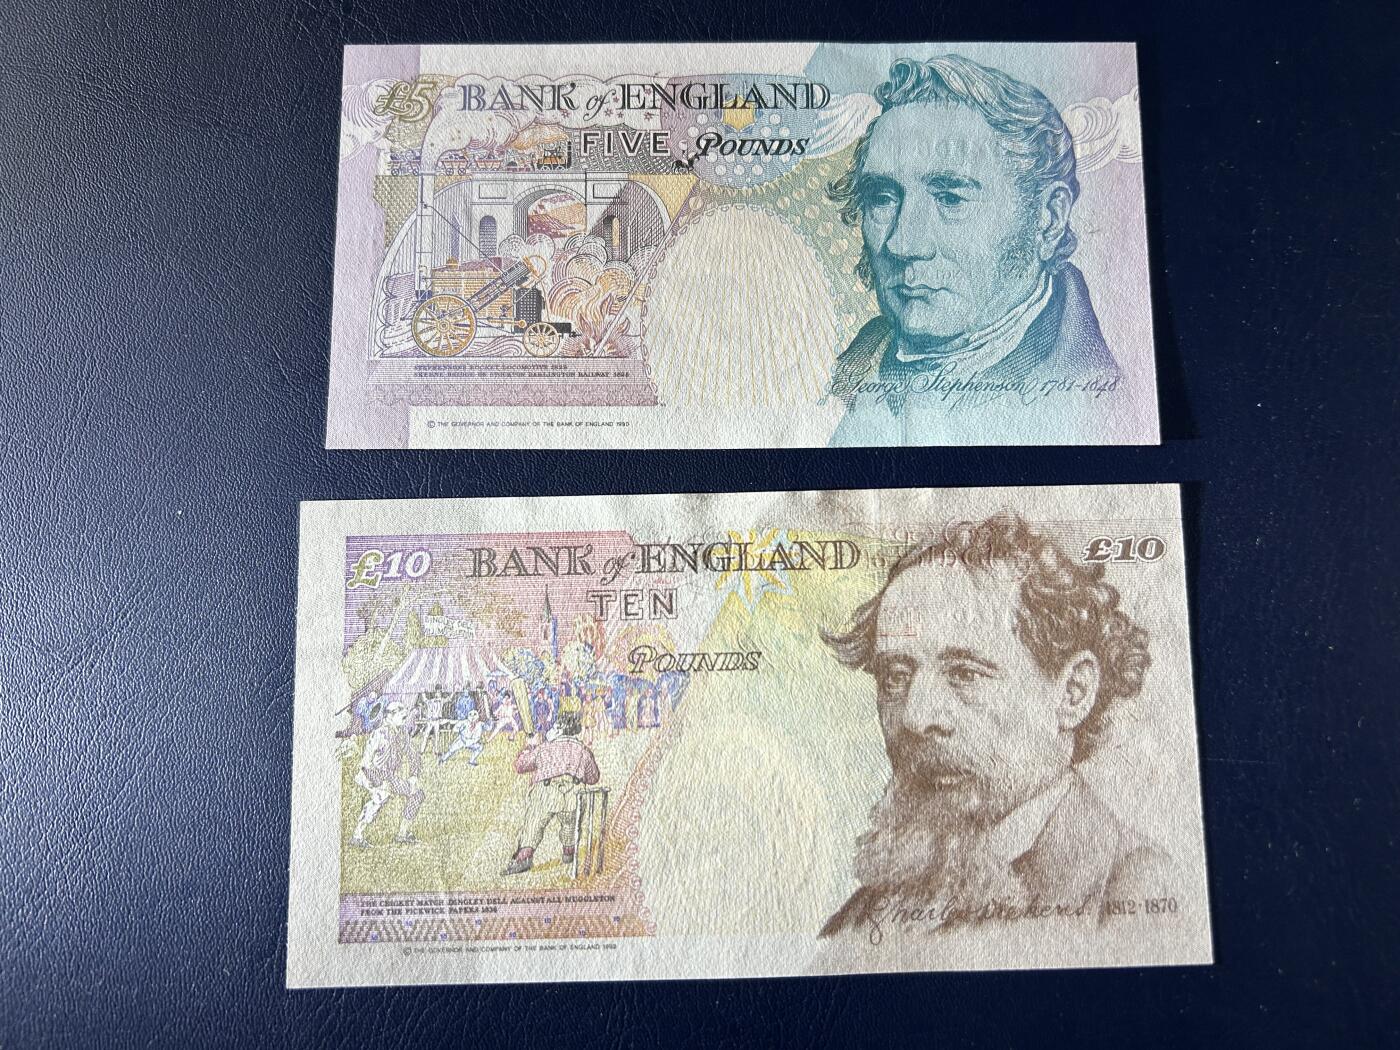 £5 BANK of ENGLAND
FIVE POUNDS
STEPHENSONS ROCKET LOCOMOTIVE 1829
SKERNE BRIDGE ON STOCKTON DARLINGTON RAILWAY 1825
George Stephenson 1781-1848
© THE GOVERNOR AND COMPANY OF THE BANK OF ENGLAND 1990
£10 BANK of ENGLAND £10
TEN
POUNDS
THE CRICKET MATCH DINGLEY DELL AGAINST ALL MUGGLETON
FROM THE PICKWICK PAPERS 1836
Charles Dickens 1812-1870
© THE GOVERNOR AND COMPANY OF THE BANK OF ENGLAND